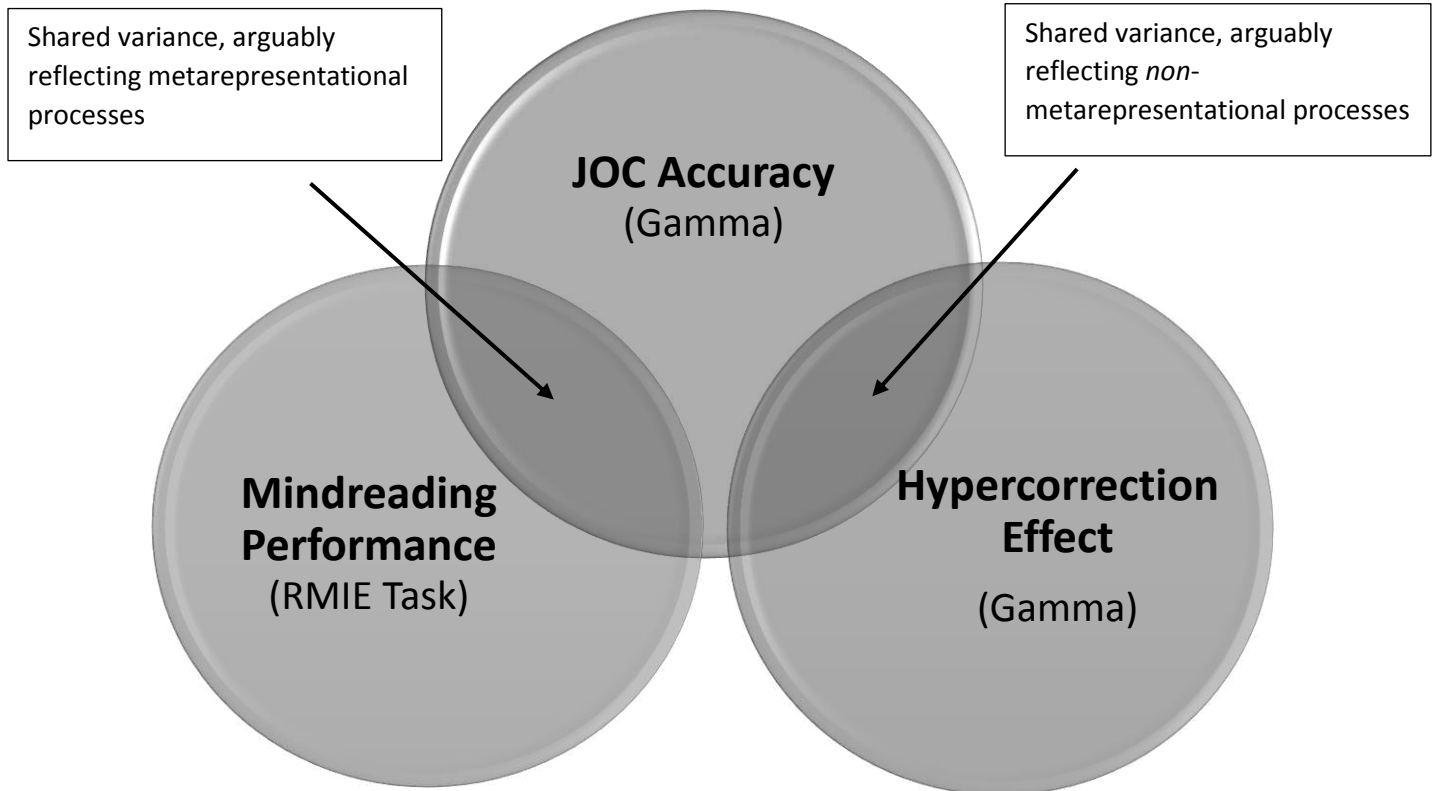 Shared variance, arguably
reflecting metarepresentational
processes
Shared variance, arguably
reflecting non-
metarepresentational processes
JOC Accuracy
(Gamma)
Mindreading
Performance
(RMIE Task)
Hypercorrection
Effect
(Gamma)